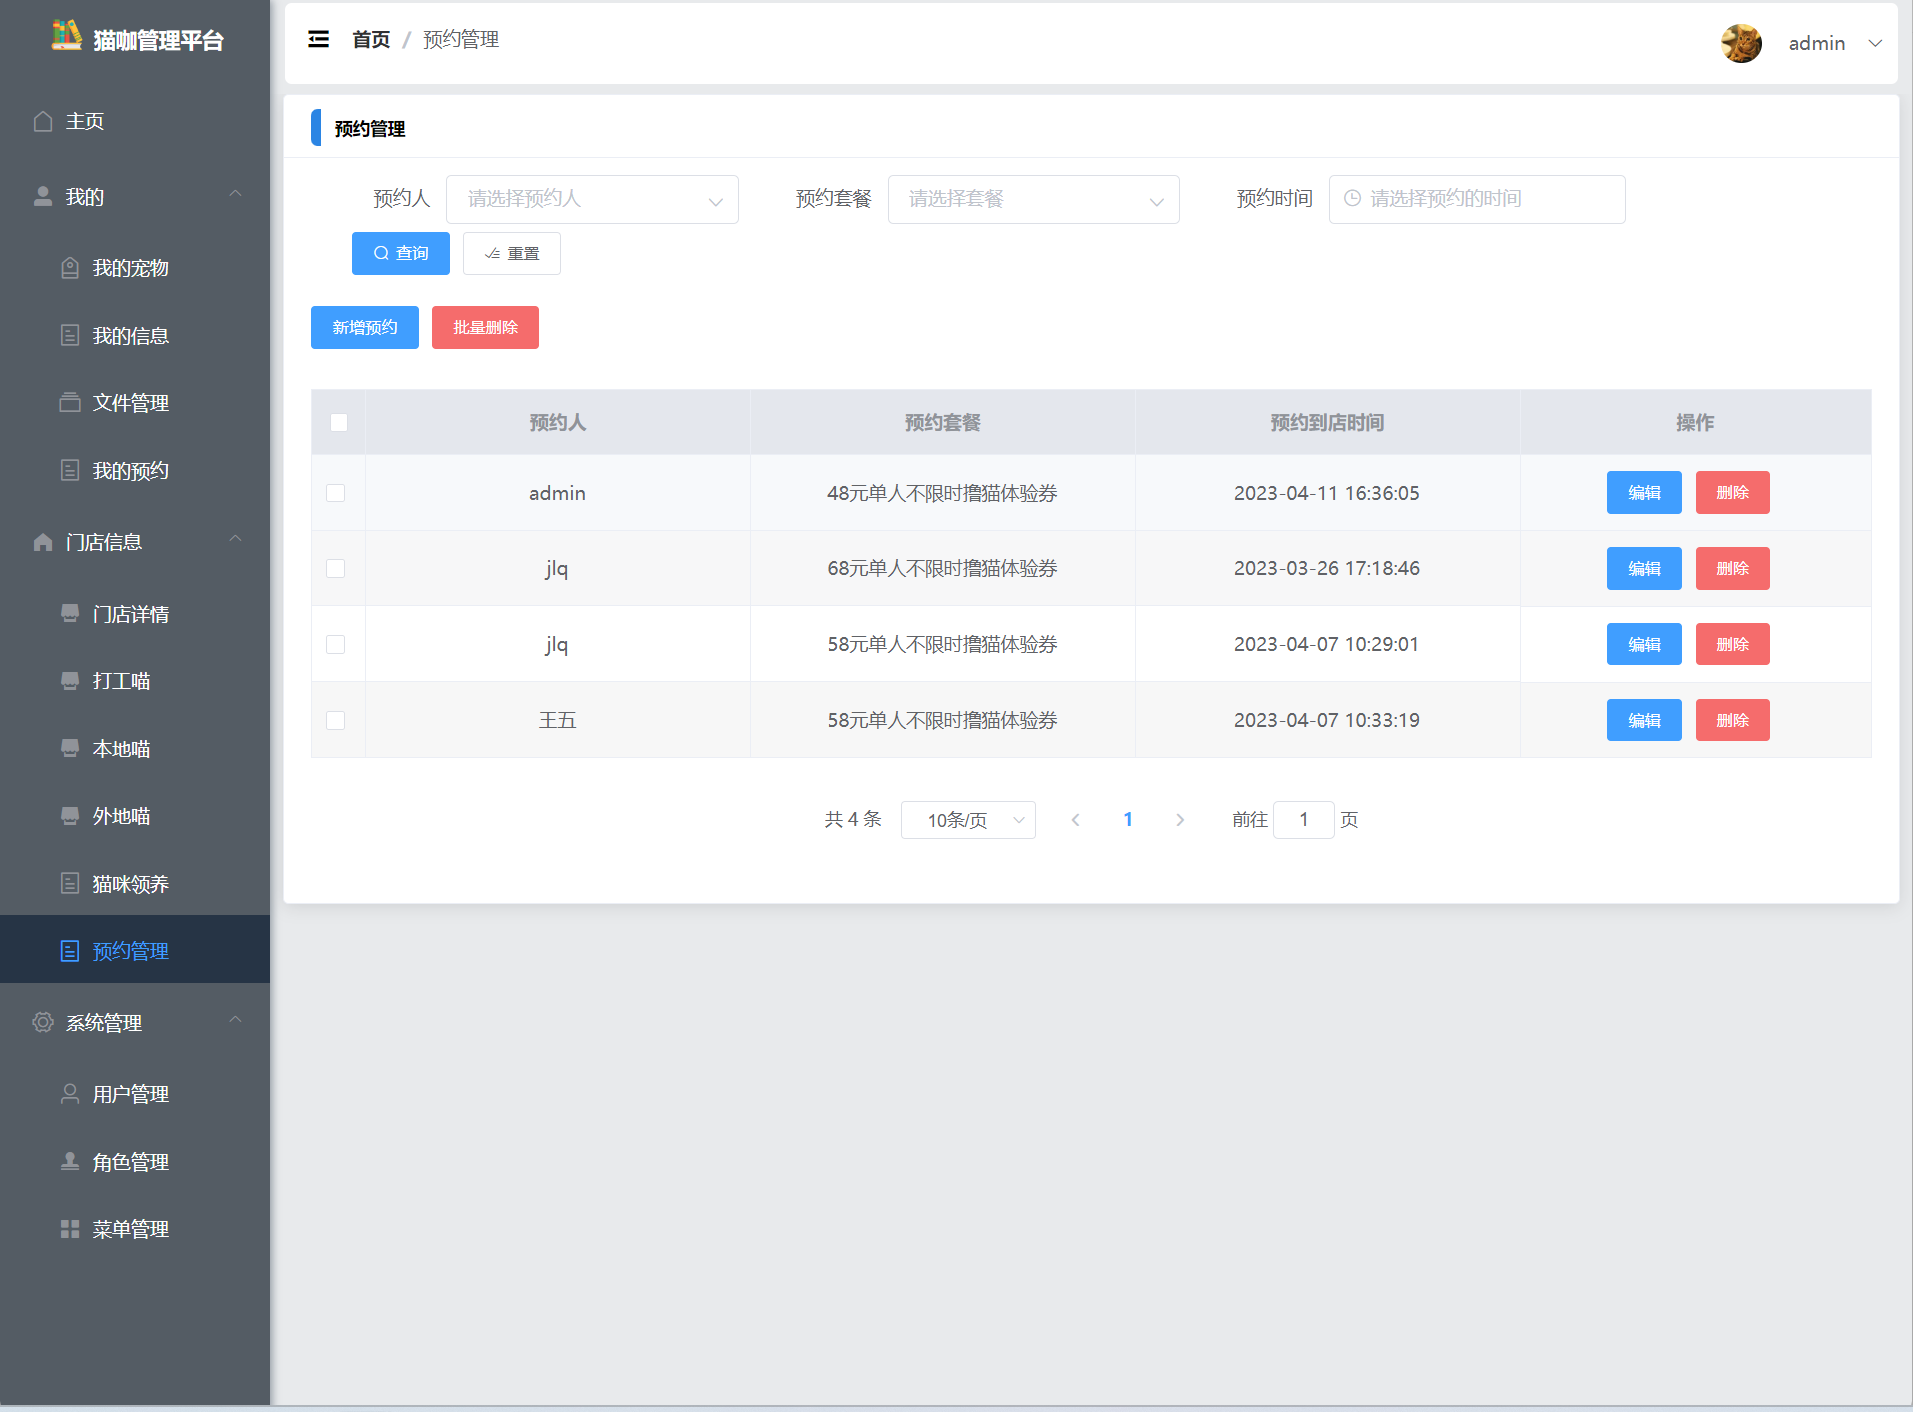 猫咖管理平台
主页
我的
我的宠物
我的信息
文件管理
我的预约
门店信息
门店详情
打工喵
本地喵
外地喵
猫咪领养
预约管理
系统管理
用户管理
角色管理
菜单管理
首页 / 预约管理
admin
预约管理
预约人 请选择预约人 预约套餐 请选择套餐 预约时间 请选择预约的时间
查询 重置
新增预约 批量删除
预约人 预约套餐 预约到店时间 操作
admin 48元单人不限时撸猫体验券 2023-04-11 16:36:05 编辑 删除
jlq 68元单人不限时撸猫体验券 2023-03-26 17:18:46 编辑 删除
jlq 58元单人不限时撸猫体验券 2023-04-07 10:29:01 编辑 删除
王五 58元单人不限时撸猫体验券 2023-04-07 10:33:19 编辑 删除
共 4 条 10条/页 1 前往 1 页